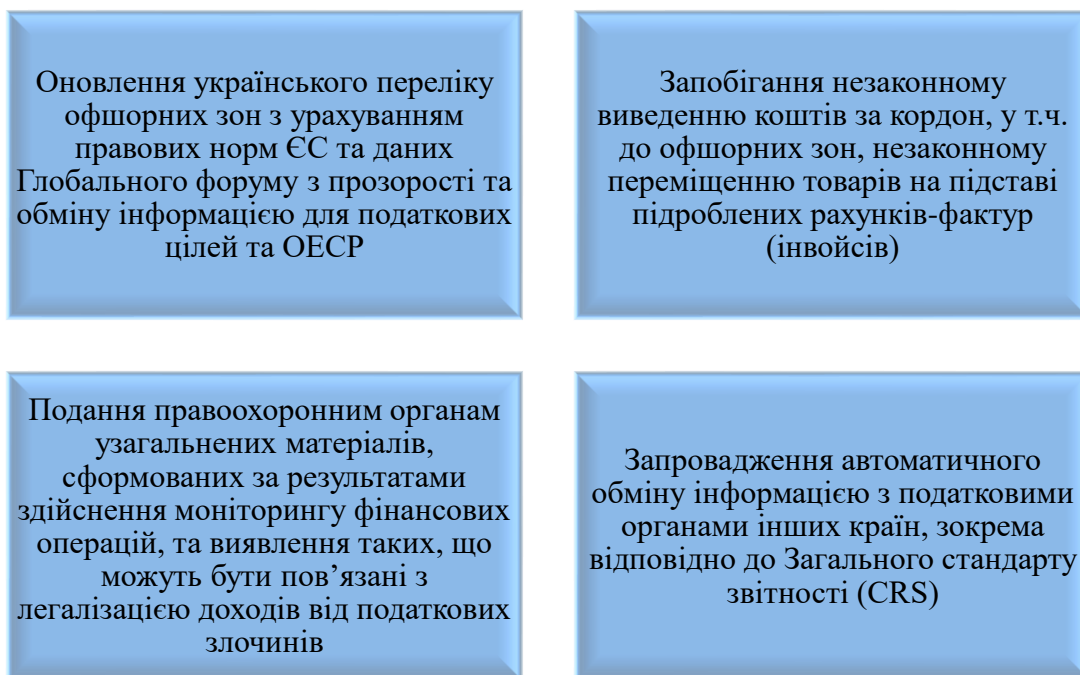 Оновлення українського переліку
офшорних зон з урахуванням
правових норм ЄС та даних
Глобального форуму з прозорості та
обміну інформацією для податкових
цілей та ОЕСР
Запобігання незаконному
виведенню коштів за кордон, у т.ч.
до офшорних зон, незаконному
переміщенню товарів на підставі
підроблених рахунків-фактур
(інвойсів)
Подання правоохоронним органам
узагальнених матеріалів,
сформованих за результатами
здійснення моніторингу фінансових
операцій, та виявлення таких, що
можуть бути пов’язані з
легалізацією доходів від податкових
злочинів
Запровадження автоматичного
обміну інформацією з податковими
органами інших країн, зокрема
відповідно до Загального стандарту
звітності (CRS)